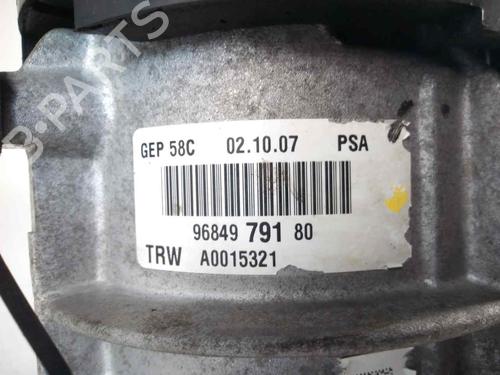 B-PARTS
GEP 58C 02.10.07 PSA
96849 791 80
TRW A0015321